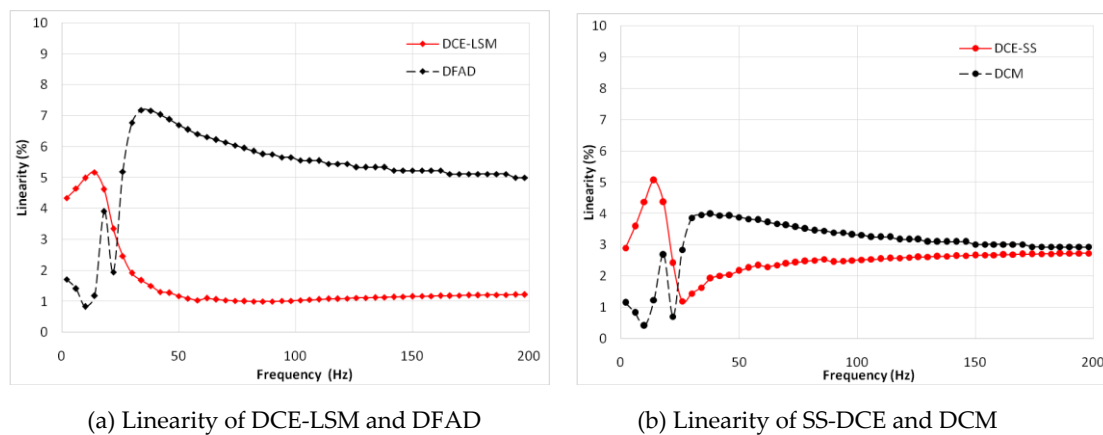 10
9
8
7
6
5
4
3
2
1
0
Linearity (%)
DCE-LSM
DFAD
0 50 100 150 200
Frequency (Hz)
(a) Linearity of DCE-LSM and DFAD
10
9
8
7
6
5
4
3
2
1
0
Linearity (%)
DCE-SS
DCM
0 50 100 150 200
Frequency (Hz)
(b) Linearity of SS-DCE and DCM